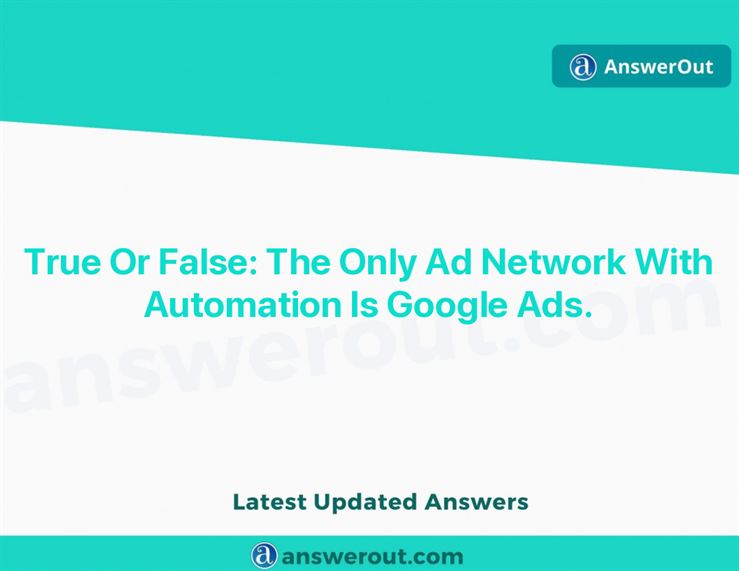 AnswerOut
True Or False: The Only Ad Network With
Automation Is Google Ads.
answerout.com
Latest Updated Answers
answerout.com